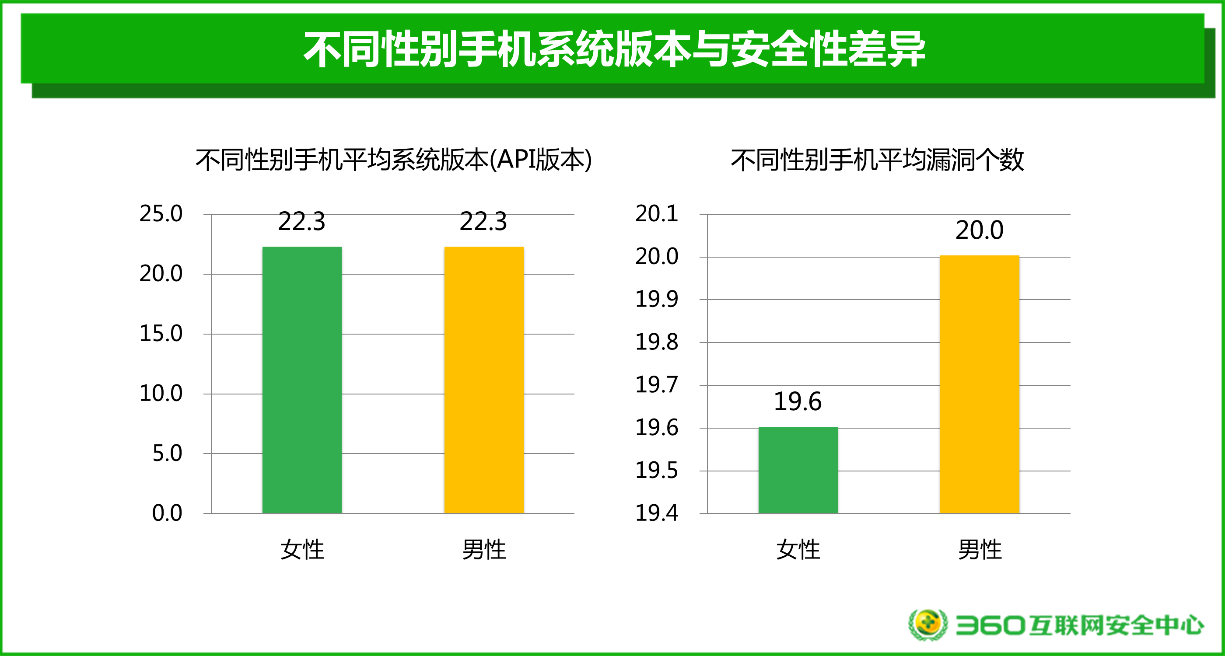 不同性别手机系统版本与安全性差异
不同性别手机平均系统版本(API版本)
25.0
20.0
15.0
10.0
5.0
0.0
22.3
22.3
女性
男性
不同性别手机平均漏洞个数
20.1
20.0
19.9
19.8
19.7
19.6
19.5
19.4
19.6
20.0
女性
男性
360互联网安全中心